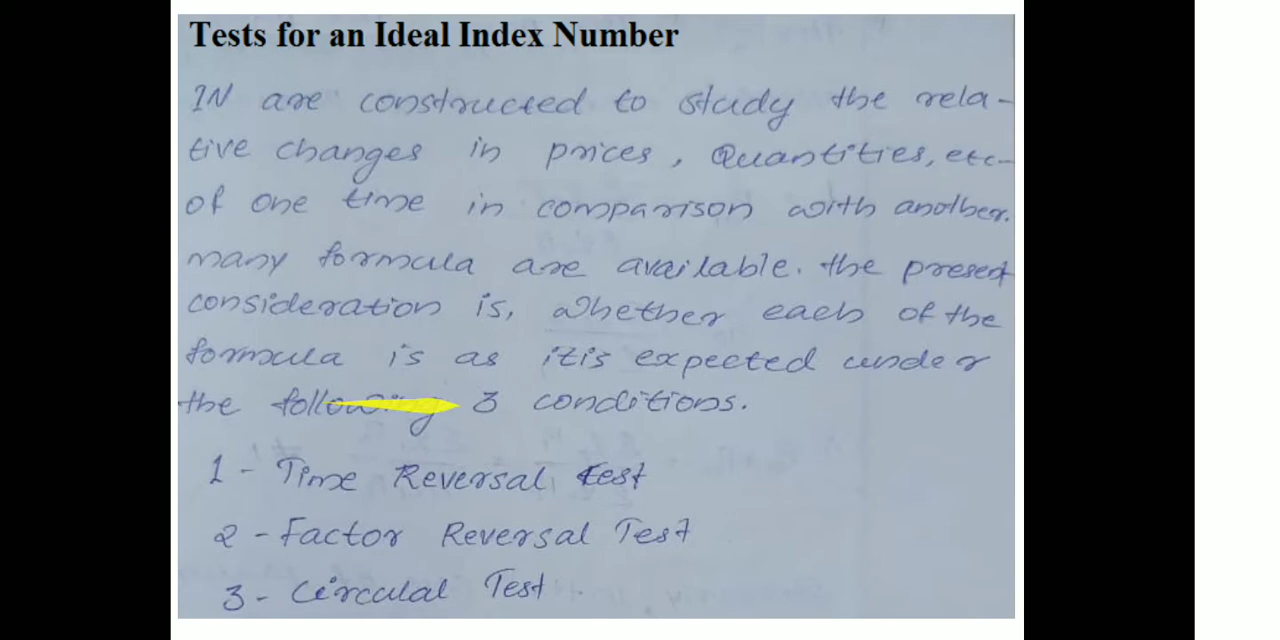 Tests for an Ideal Index Number
IN are constructed to study the rela-
tive changes in prices, Quantities, etc-
of one time in comparison with another.
many formula are available. the present
consideration is, whether each of the
formula is as itis expected under
the following 3 conditions.
1 - Time Reversal test
2 - Factor Reversal Test
3 - Circulal Test